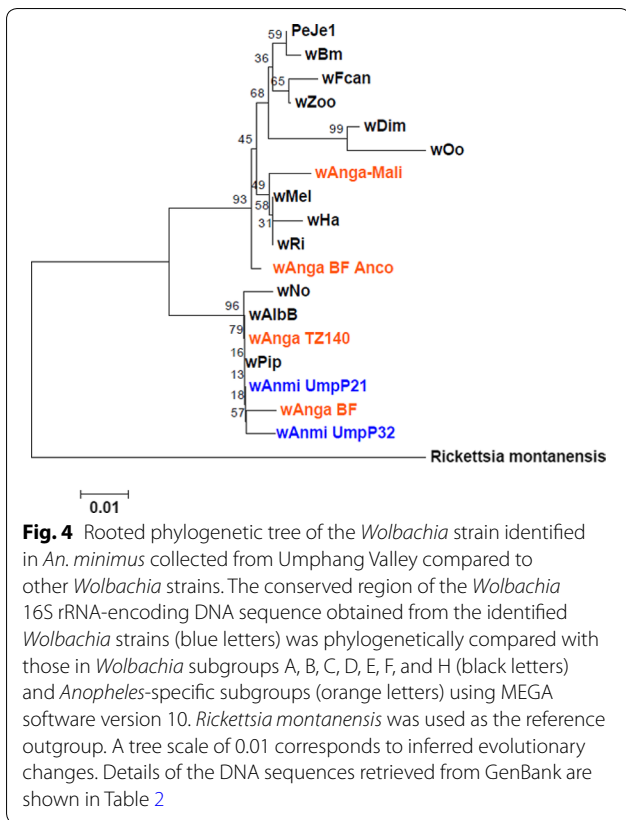 59
PeJe1
36
wBm
65
wFcan
68
wZoo
99
wDim
45
wOo
wAnga-Mali
49
93
wMel
58
wHa
31
wRi
wAnga BF Anco
wNo
96
wAlbB
79
wAnga TZ140
16
wPip
13
wAnmi UmpP21
18
wAnga BF
57
wAnmi UmpP32
Rickettsia montanensis
0.01
Fig. 4 Rooted phylogenetic tree of the Wolbachia strain identified
in An. minimus collected from Umphang Valley compared to
other Wolbachia strains. The conserved region of the Wolbachia
16S rRNA-encoding DNA sequence obtained from the identified
Wolbachia strains (blue letters) was phylogenetically compared with
those in Wolbachia subgroups A, B, C, D, E, F, and H (black letters)
and Anopheles-specific subgroups (orange letters) using MEGA
software version 10. Rickettsia montanensis was used as the reference
outgroup. A tree scale of 0.01 corresponds to inferred evolutionary
changes. Details of the DNA sequences retrieved from GenBank are
shown in Table 2